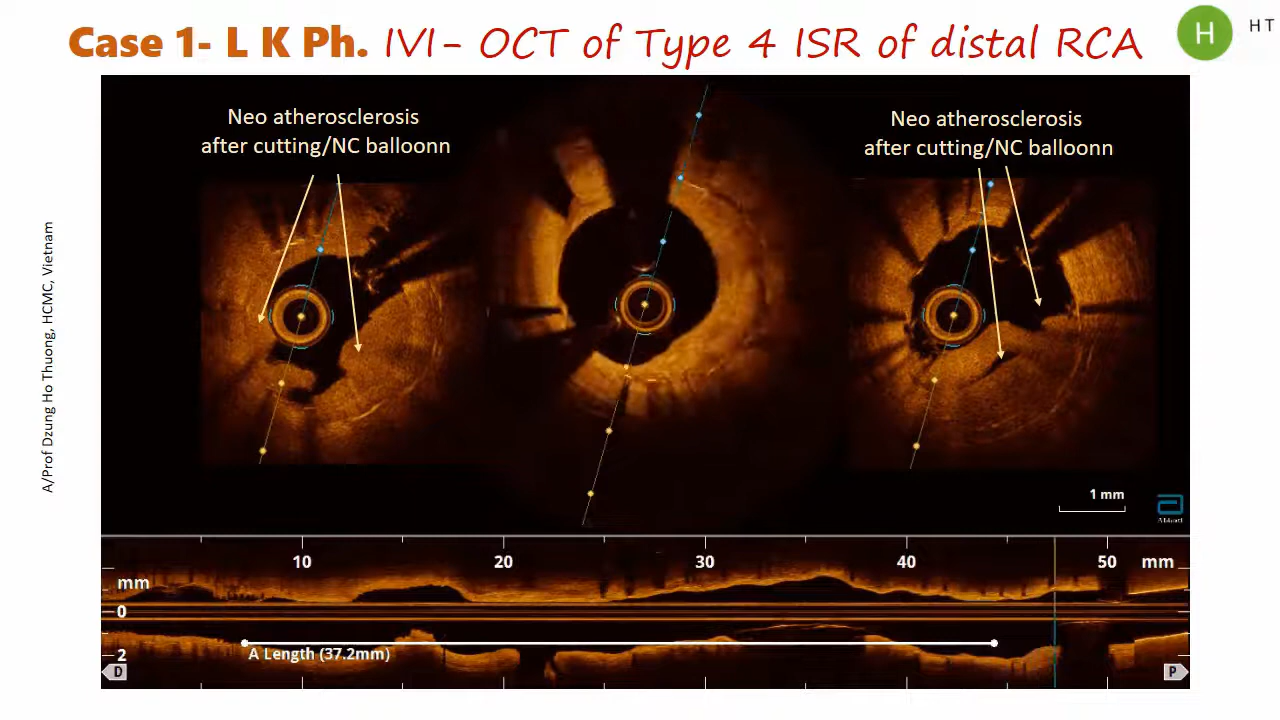 Case 1- L K Ph. IVI- OCT of Type 4 ISR of distal RCA
H
H T
Neo atherosclerosis
after cutting/NC balloonn
Neo atherosclerosis
after cutting/NC balloonn
A/Prof Dzung Ho Thuong, HCMC, Vietnam
1 mm
Abbott
10
20
30
40
50
mm
mm
0
2
A Length (37.2mm)
D
P